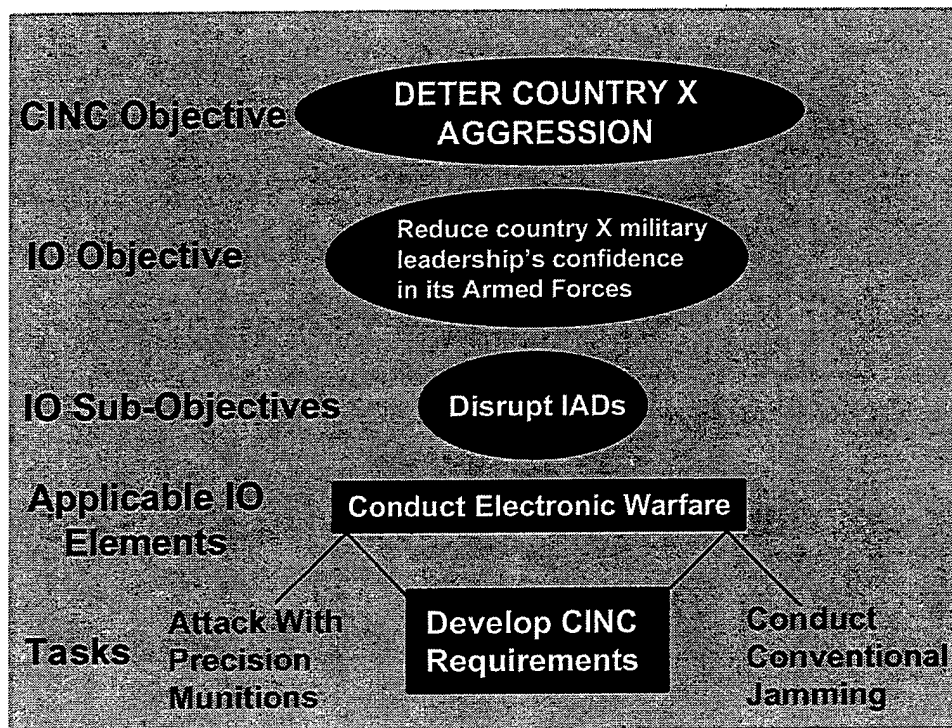 CINC Objective
DETER COUNTRY X
AGGRESSION
IO Objective
Reduce country X military
leadership's confidence
in its Armed Forces
IO Sub-Objectives
Disrupt IADs
Applicable IO
Elements
Conduct Electronic Warfare
Tasks
Attack With
Precision
Munitions
Develop CINC
Requirements
Conduct
Conventional
Jamming